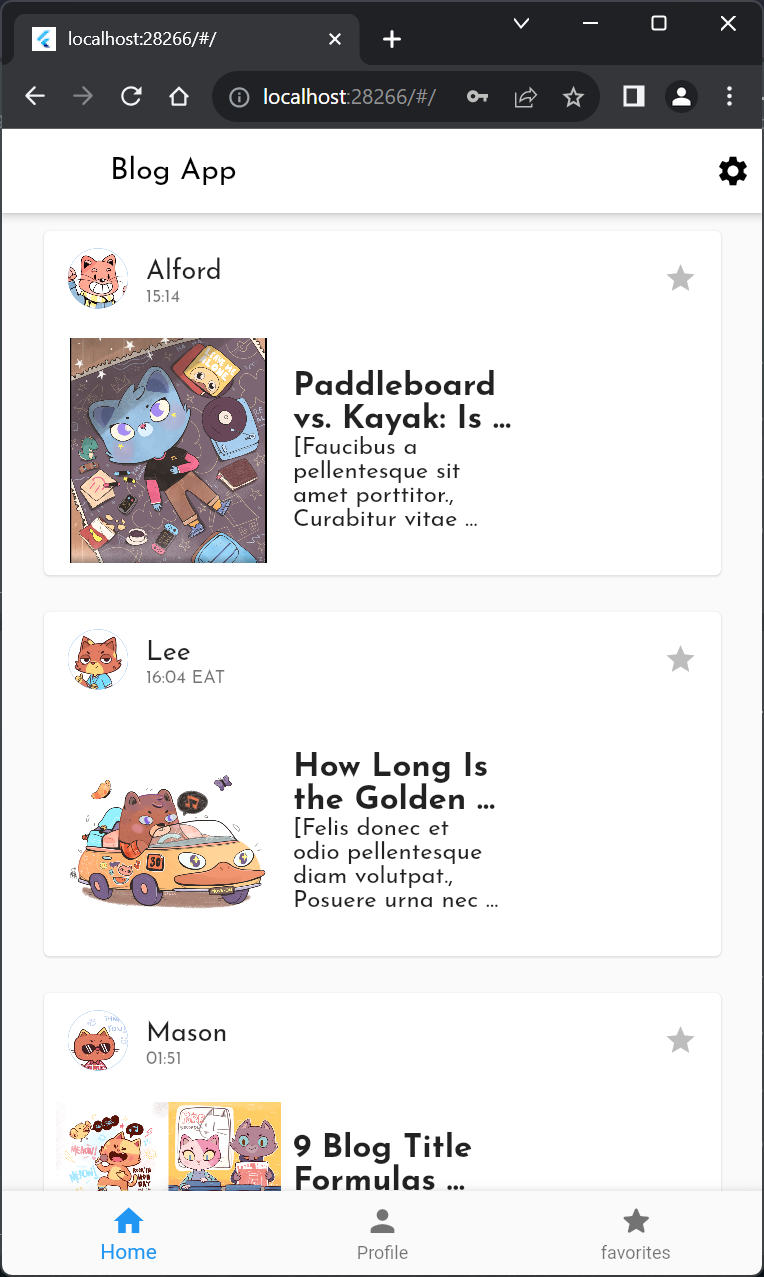 localhost:28266/#/
localhost:28266/#/
Blog App
Alford
15:14
Paddleboard
vs. Kayak: Is ...
[Faucibus a
pellentesque sit
amet porttitor.,
Curabitur vitae ...
Lee
16:04 EAT
How Long Is
the Golden ...
[Felis donec et
odio pellentesque
diam volutpat.,
Posuere urna nec ...
30
Mason
01:51
9 Blog Title
Formulas ...
Home
Profile
favorites